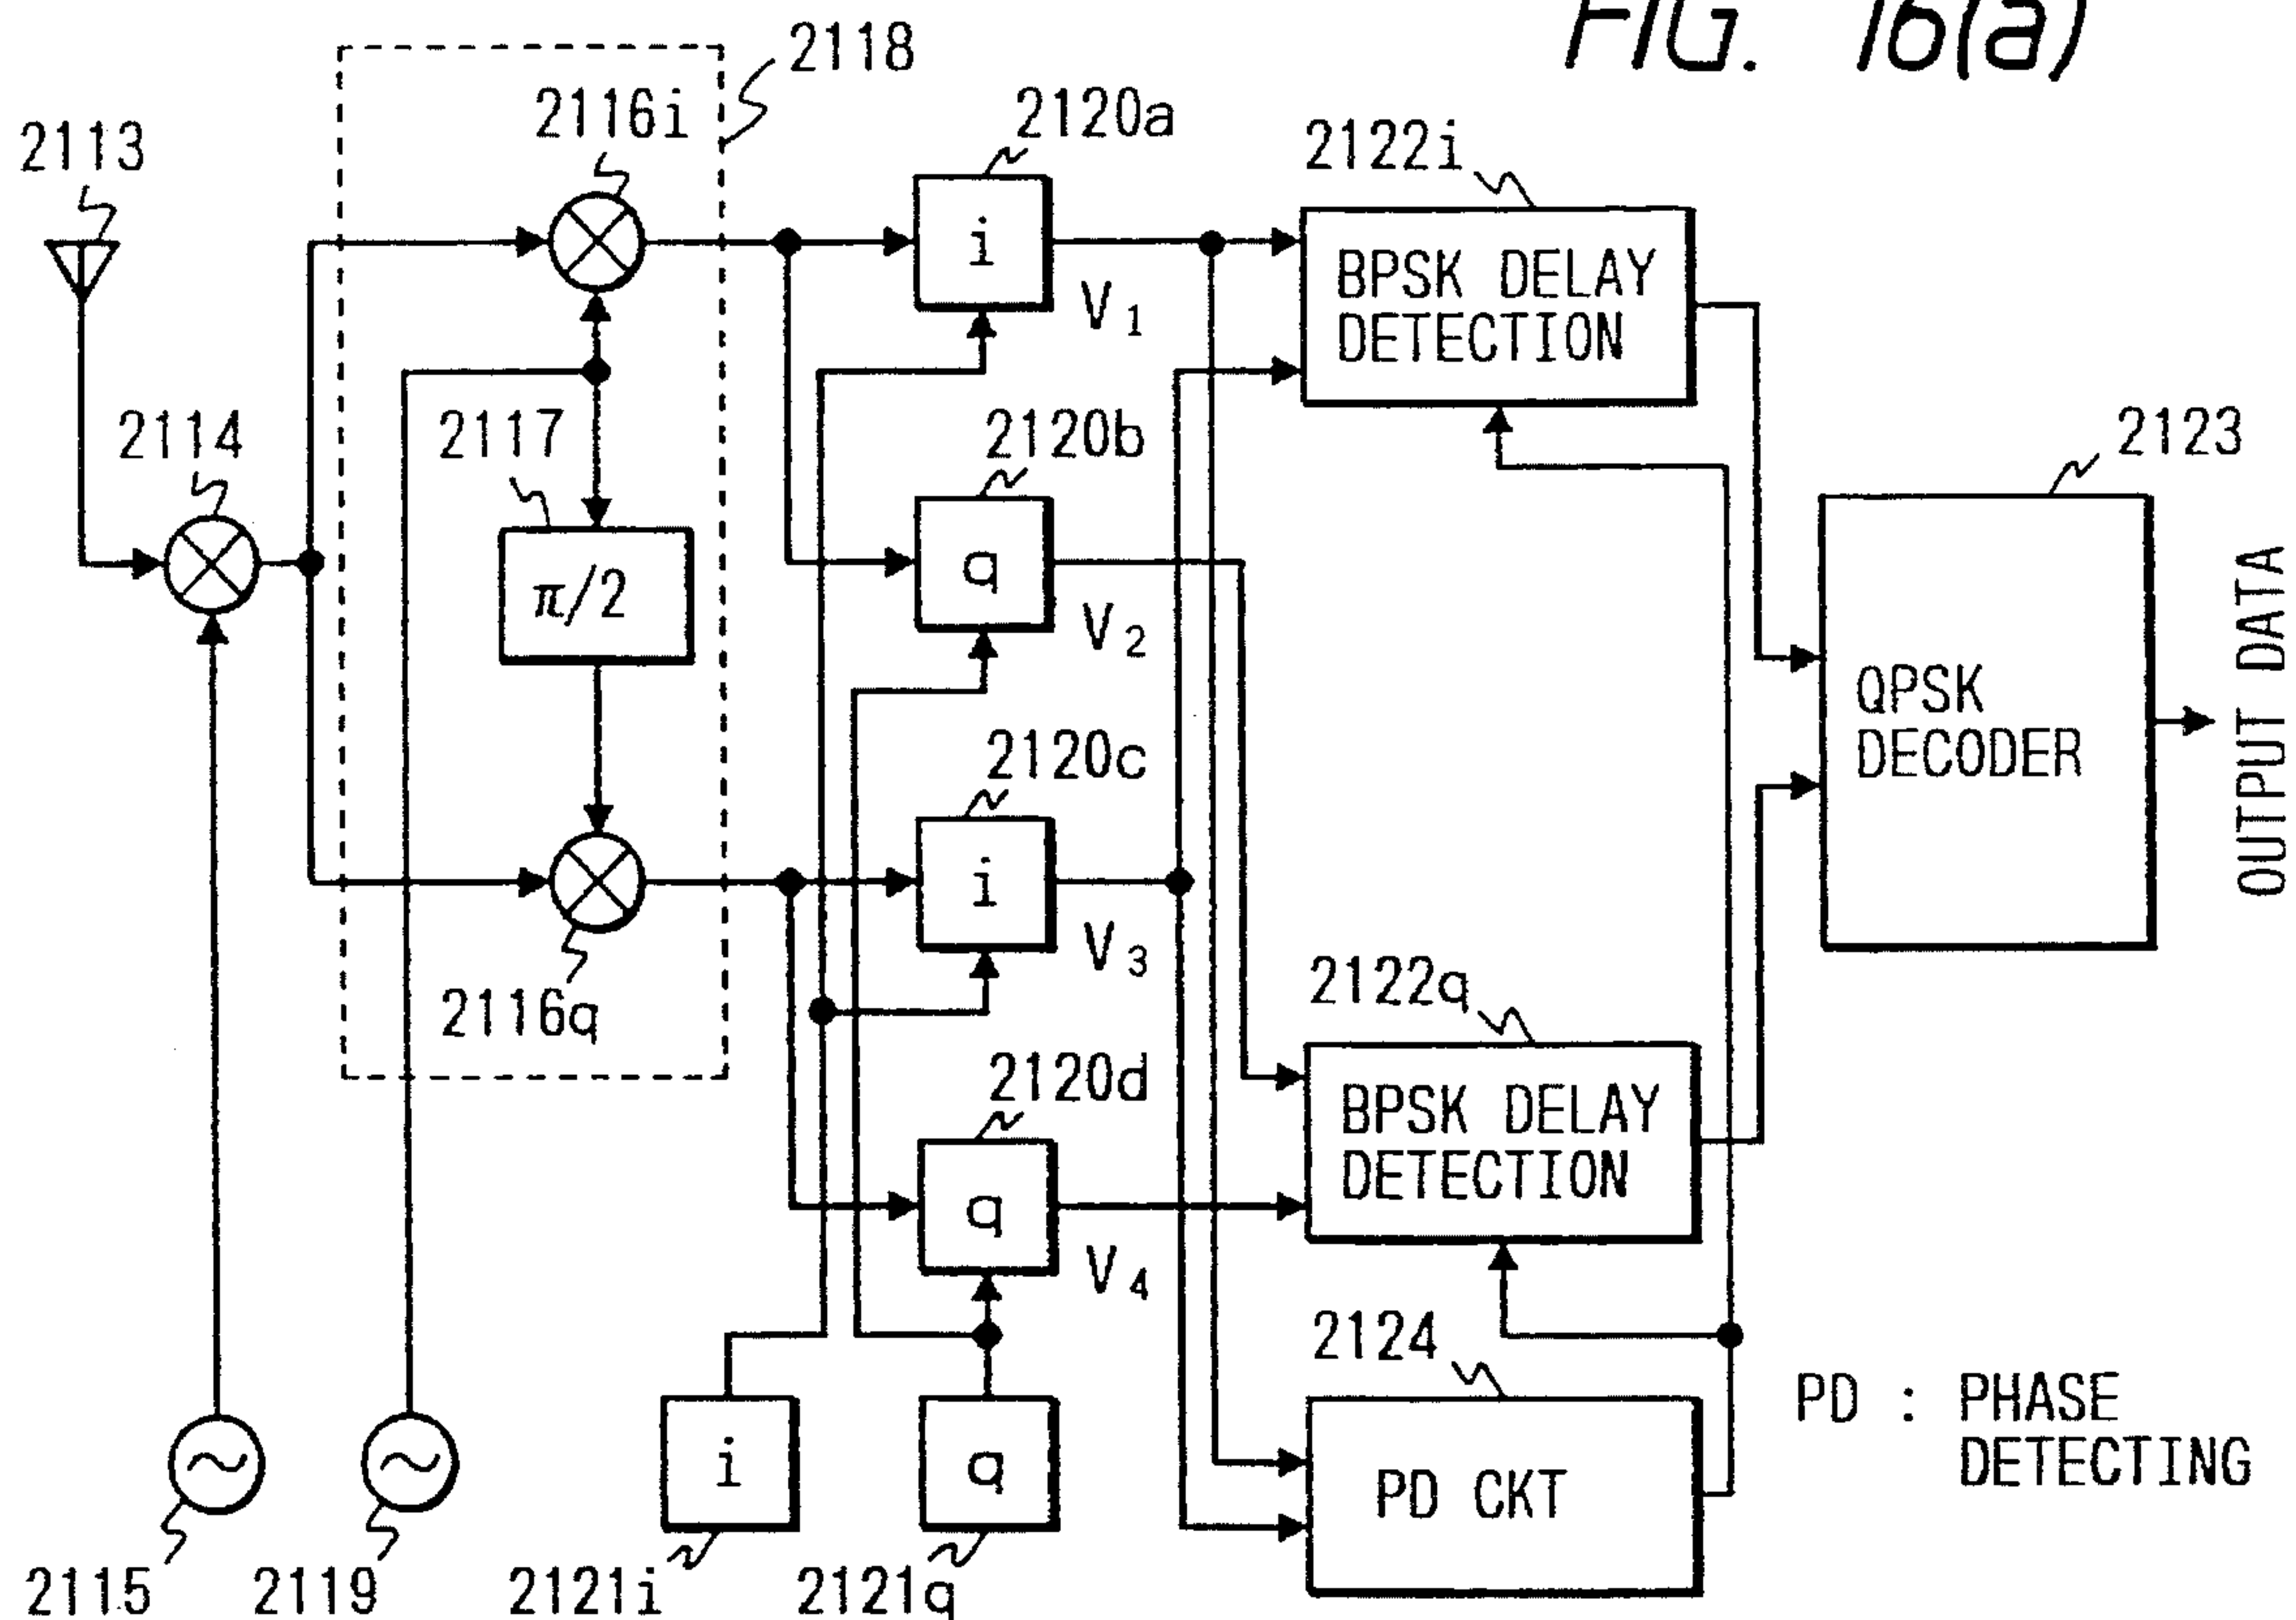 FIG. 16(a)
2118
2116i
2120a
2113
2122i
i
BPSK DELAY
DETECTION
V1
2114
2117
2120b
2123
q
π/2
V2
QPSK
DECODER
OUTPUT DATA
2120c
i
V3
2116q
2122q
2120d
BPSK DELAY
DETECTION
q
V4
2124
PD : PHASE
DETECTING
i
q
PD CKT
2115
2119
2121i
2121q